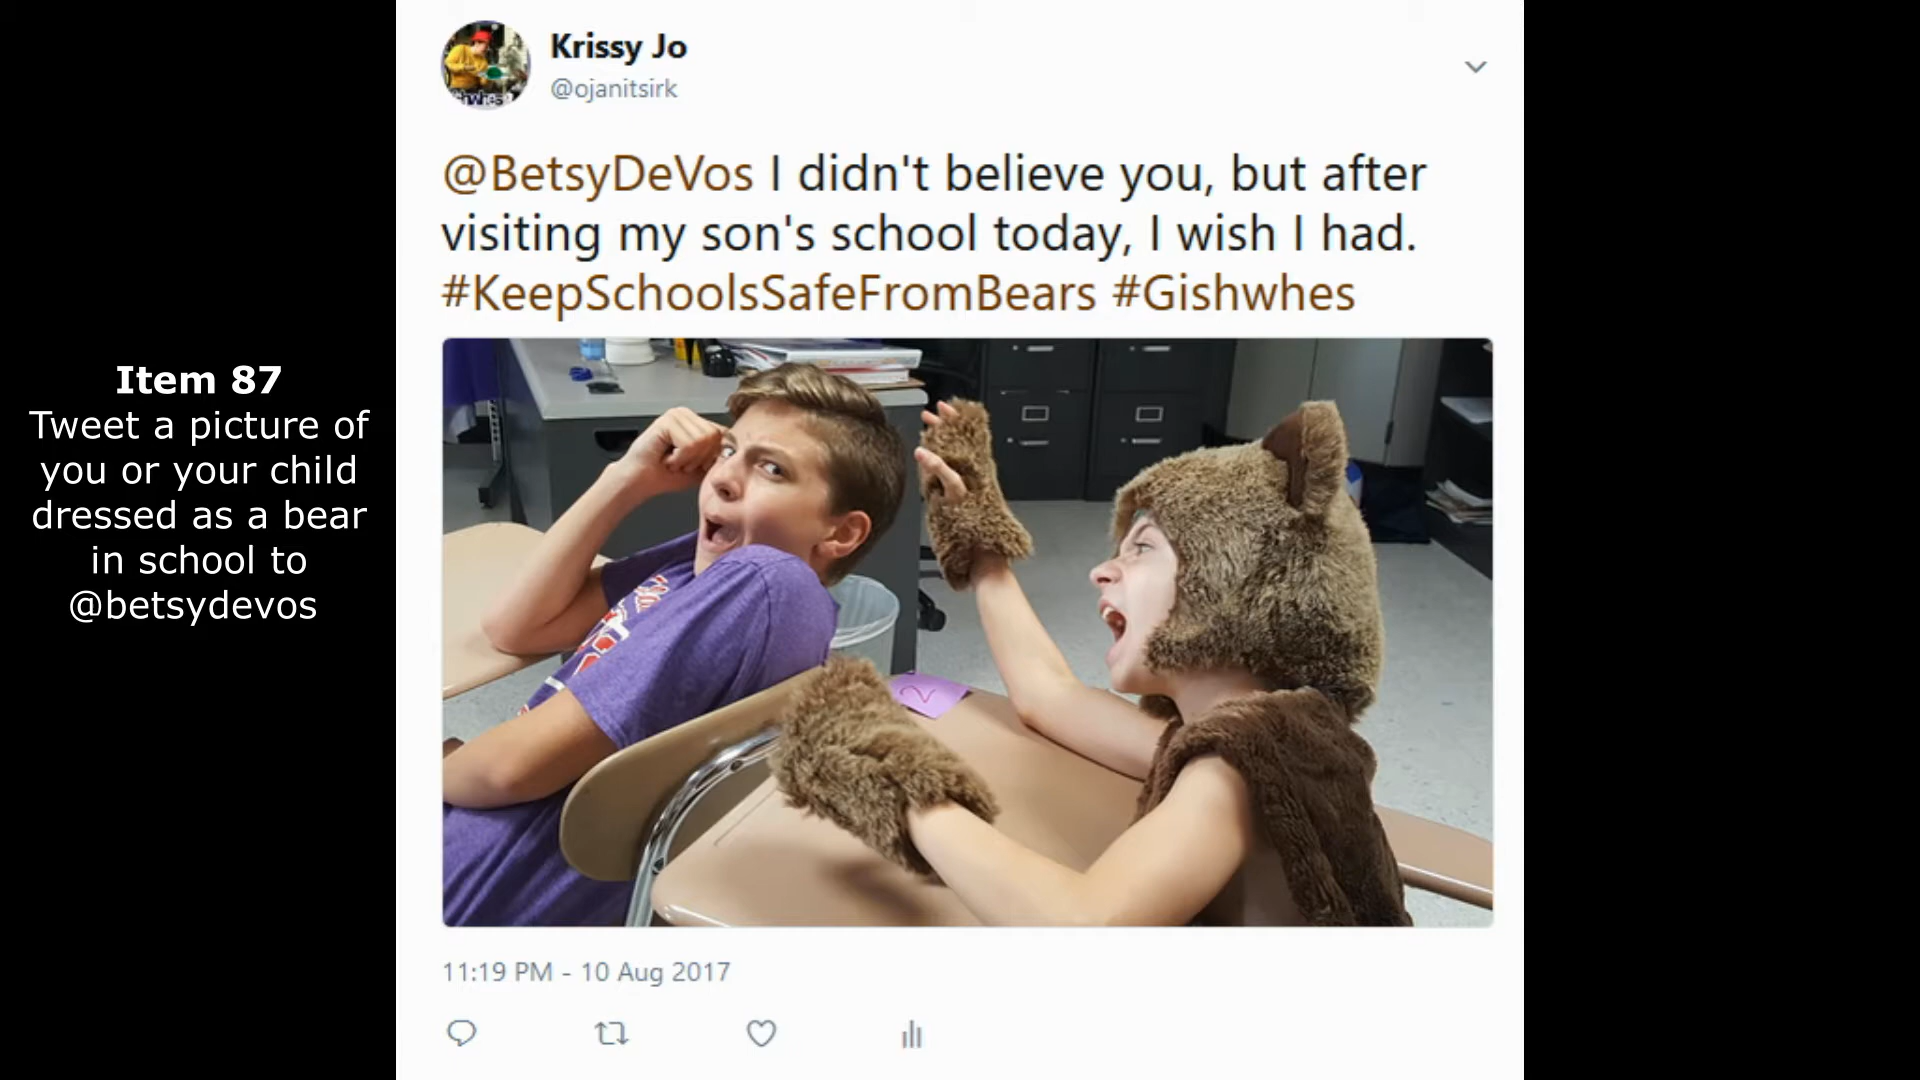 Item 87
Tweet a picture of
you or your child
dressed as a bear
in school to
@betsydevos
Krissy Jo
@ojanitsirk
@BetsyDeVos I didn't believe you, but after
visiting my son's school today, I wish I had.
#KeepSchoolsSafeFromBears #Gishwhes
2
11:19 PM - 10 Aug 2017